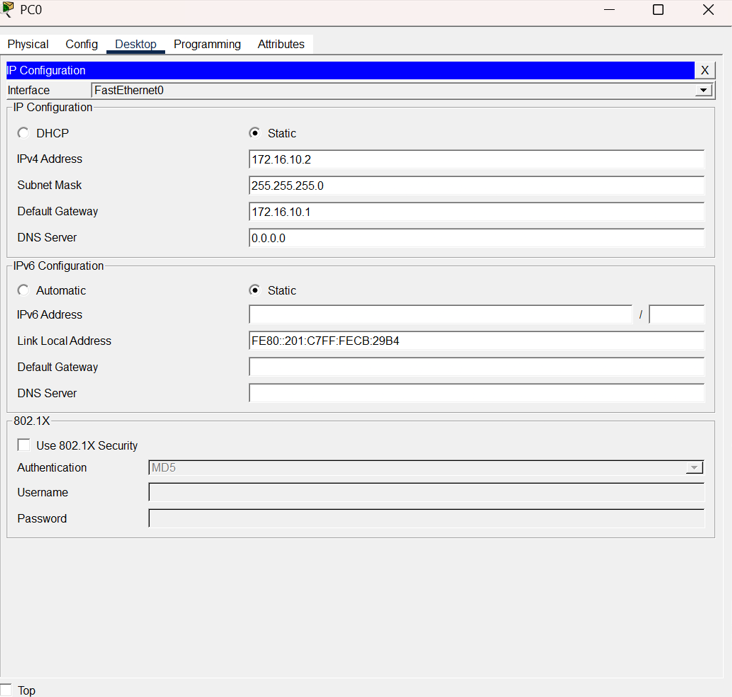 PC0
Physical Config Desktop Programming Attributes
IP Configuration X
Interface FastEthernet0
IP Configuration
DHCP Static
IPv4 Address 172.16.10.2
Subnet Mask 255.255.255.0
Default Gateway 172.16.10.1
DNS Server 0.0.0.0
IPv6 Configuration
Automatic Static
IPv6 Address /
Link Local Address FE80::201:C7FF:FECB:29B4
Default Gateway
DNS Server
802.1X
Use 802.1X Security
Authentication MD5
Username
Password
Top